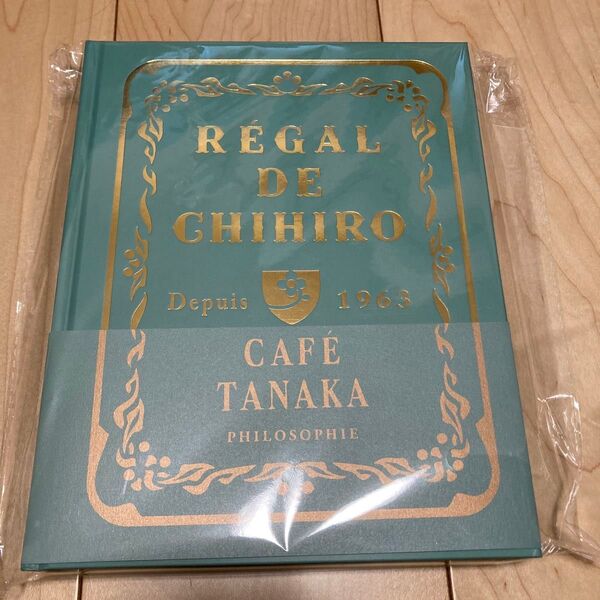 RÉGAL
DE
CHIHIRO
Depuis 1963
CAFÉ
TANAKA
PHILOSOPHIE